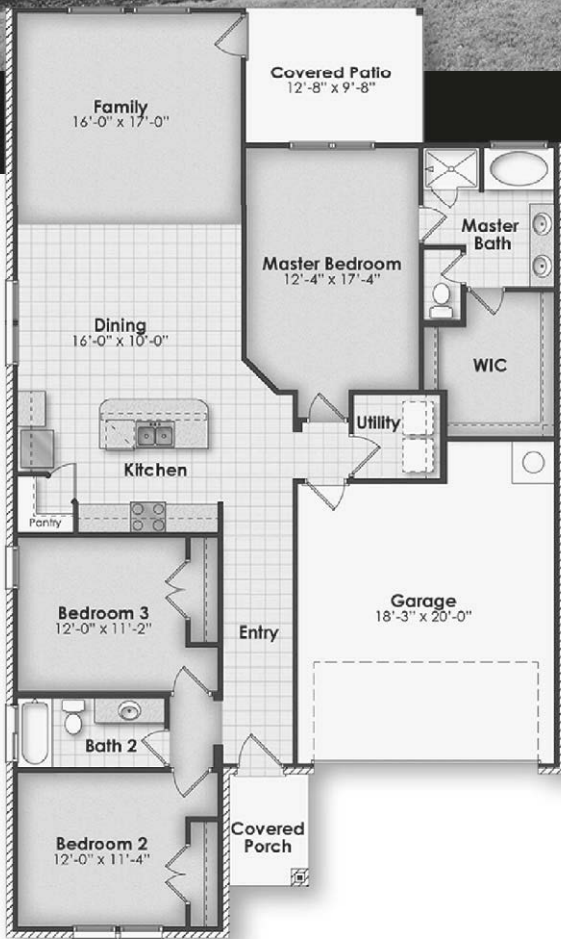 Covered Patio
12'-8" x 9'-8"
Family
16'-0" x 17'-0"
Master
Bath
Master Bedroom
12'-4" x 17'-4"
Dining
16'-0" x 10'-0"
WIC
Utility
Kitchen
Pantry
Bedroom 3
12'-0" x 11'-2"
Garage
18'-3" x 20'-0"
Entry
Bath 2
Covered
Porch
Bedroom 2
12'-0" x 11'-4"